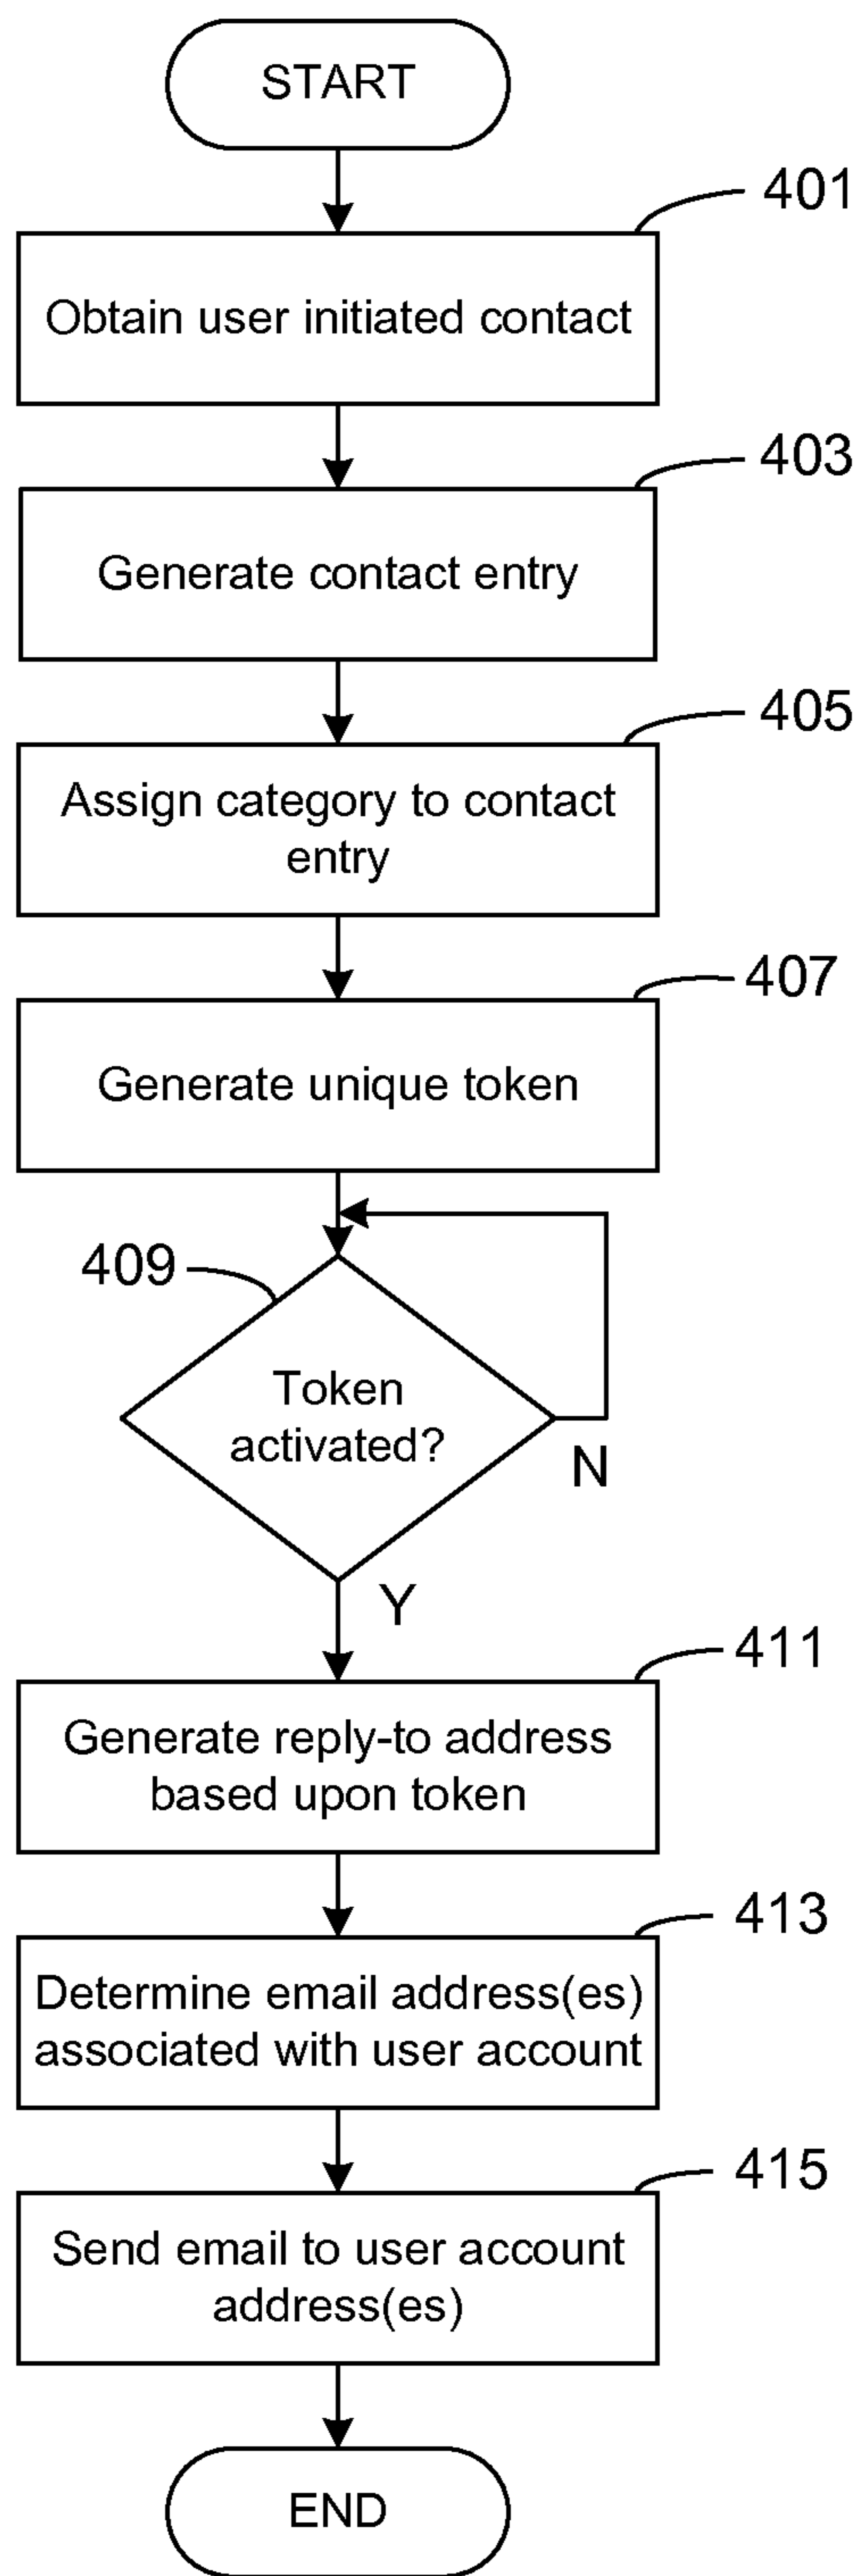 START
401
Obtain user initiated contact
403
Generate contact entry
405
Assign category to contact
entry
407
Generate unique token
409
Token
activated?
N
Y
411
Generate reply-to address
based upon token
413
Determine email address(es)
associated with user account
415
Send email to user account
address(es)
END